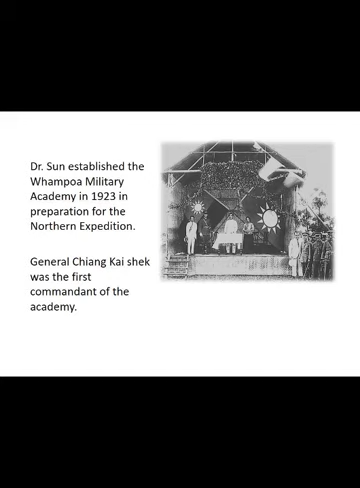 Dr. Sun established the
Whampoa Military
Academy in 1923 in
preparation for the
Northern Expedition.
General Chiang Kai shek
was the first
commandant of the
academy.